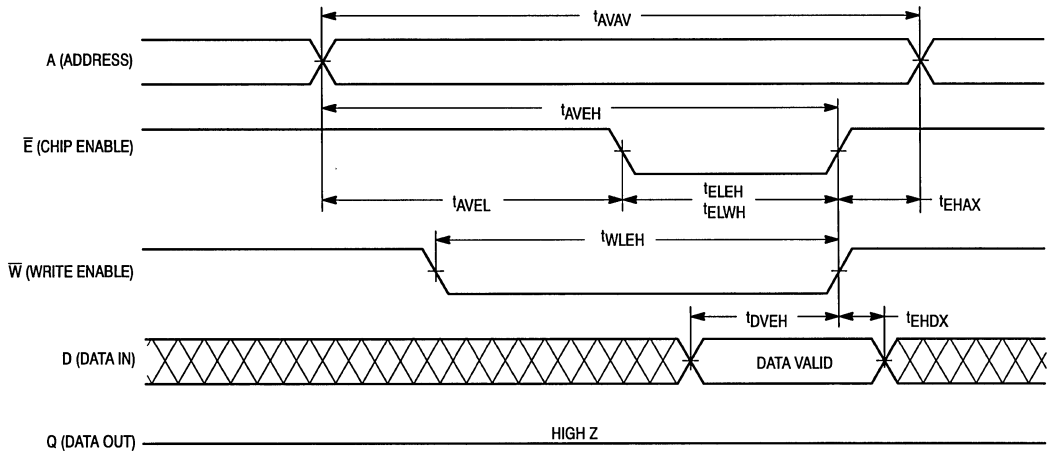 tAVAV
A (ADDRESS)
tAVEH
E̅ (CHIP ENABLE)
tAVEL
tELEH
tELWH
tEHAX
tWLEH
W̅ (WRITE ENABLE)
tDVEH
tEHDX
D (DATA IN)
DATA VALID
HIGH Z
Q (DATA OUT)